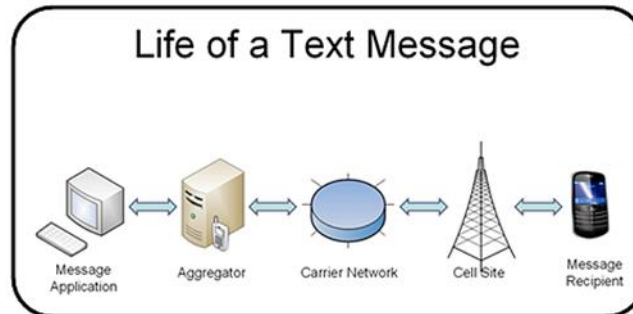 Life of a Text Message
Message
Application
Aggregator
Carrier Network
Cell Site
Message
Recipient